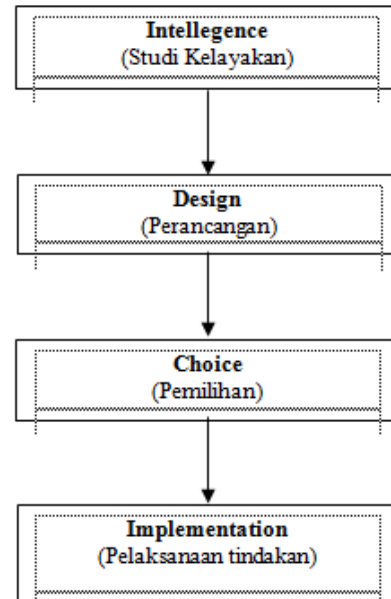 Intellegence
(Studi Kelayakan)
Design
(Perancangan)
Choice
(Pemilihan)
Implementation
(Pelaksanaan tindakan)